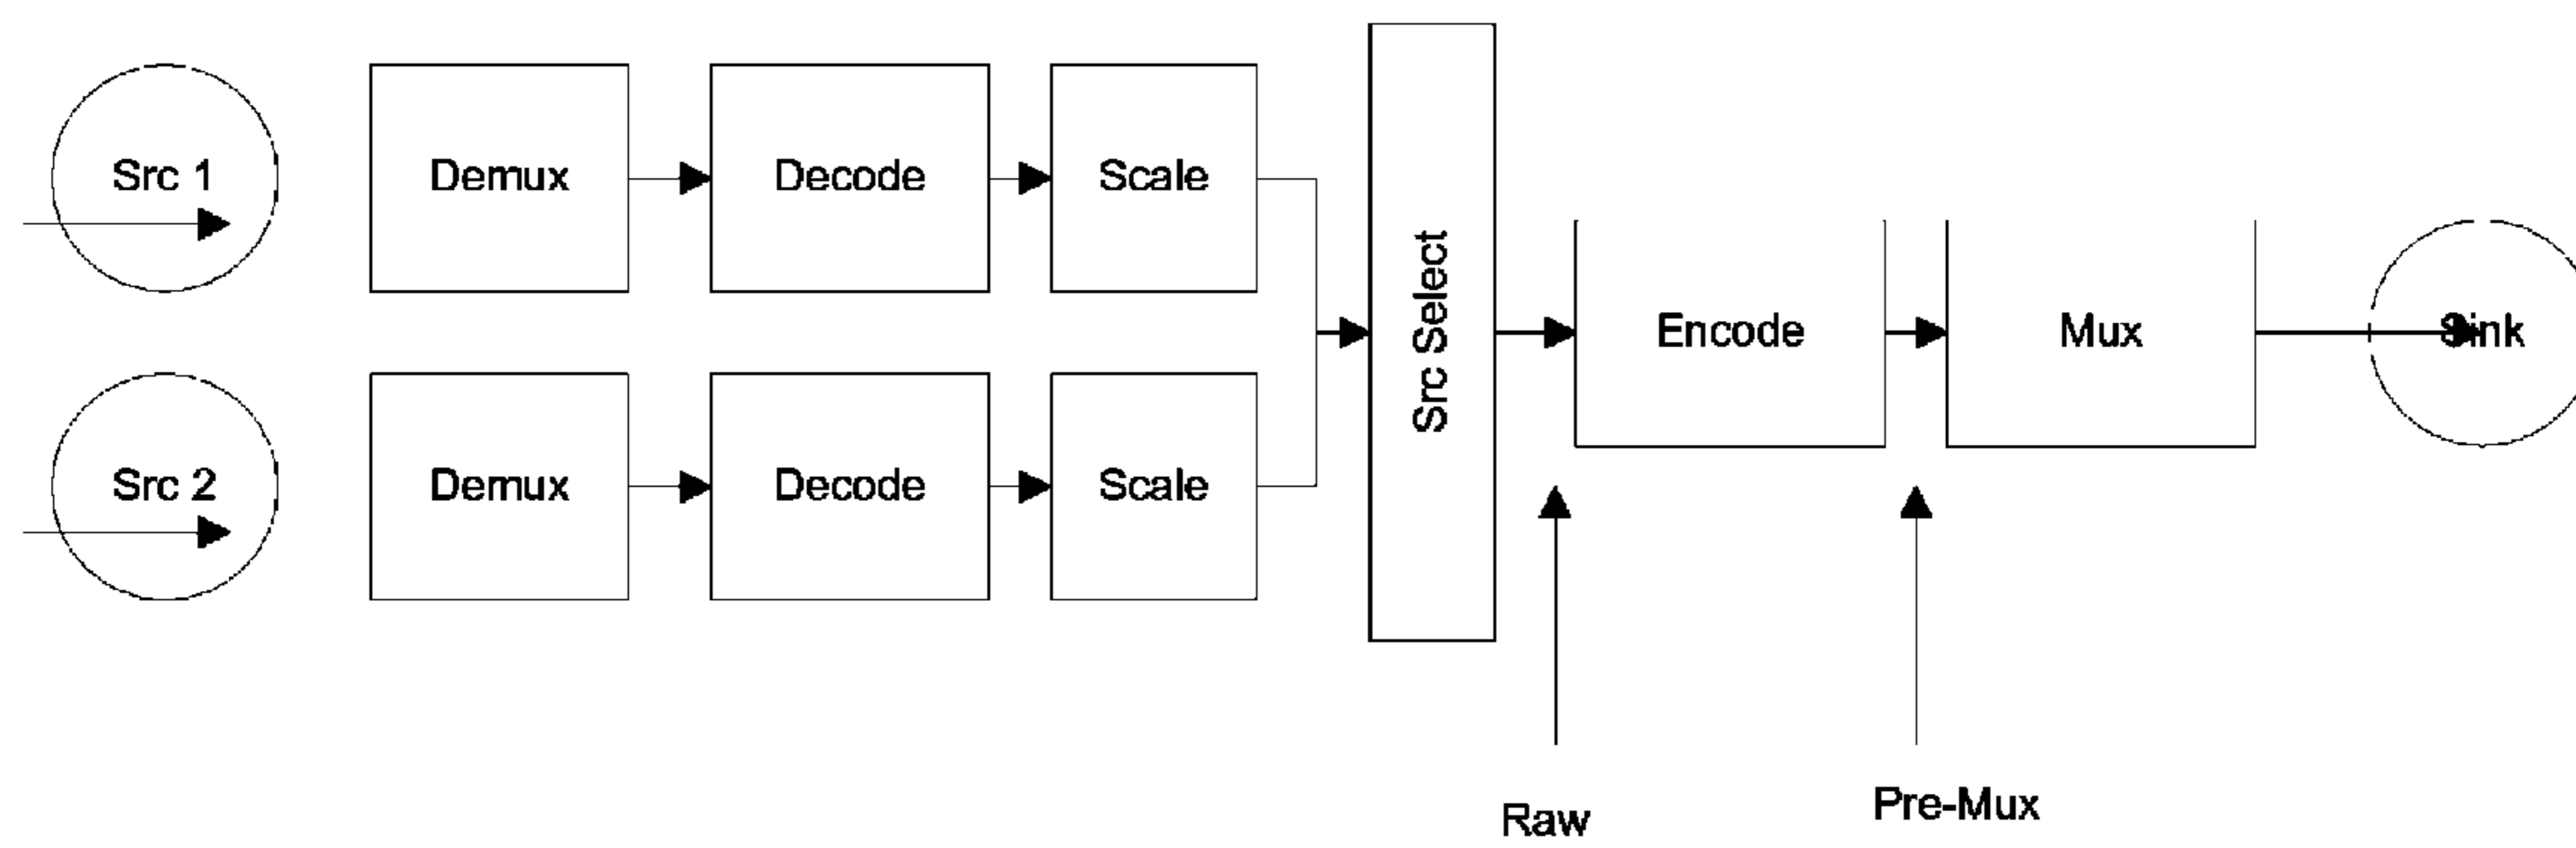 Src 1
Demux
Decode
Scale
Src 2
Demux
Decode
Scale
Src Select
Encode
Mux
Sink
Raw
Pre-Mux